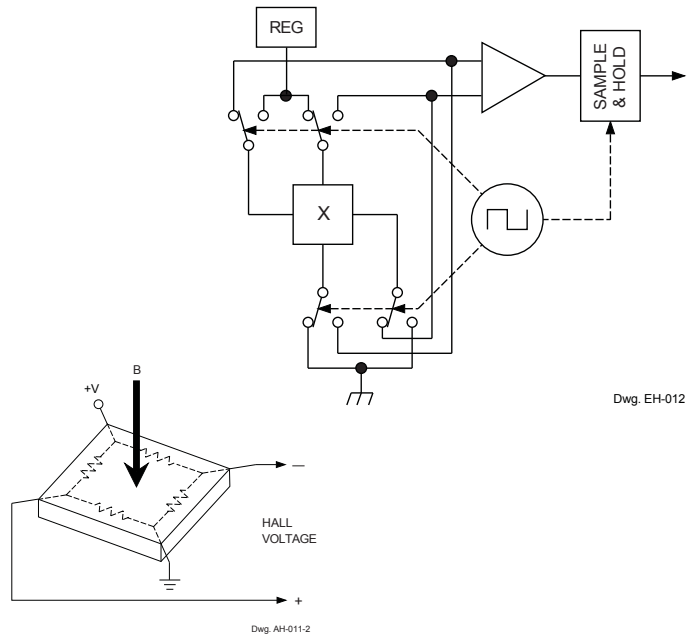 REG
SAMPLE
& HOLD
X
Dwg. EH-012
B
+V
—
HALL
VOLTAGE
+
Dwg. AH-011-2